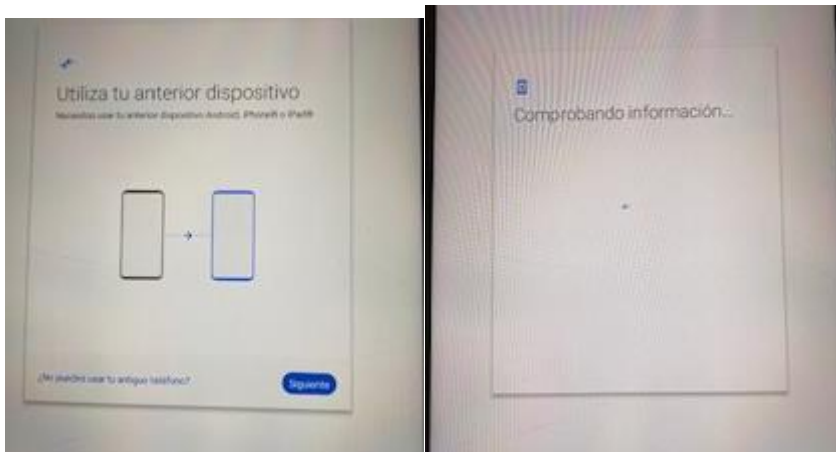 Utiliza tu anterior dispositivo
Necesitas usar tu anterior dispositivo Android, iPhone® o iPad®
¿No puedes usar tu antiguo teléfono?
Siguiente
Comprobando información...